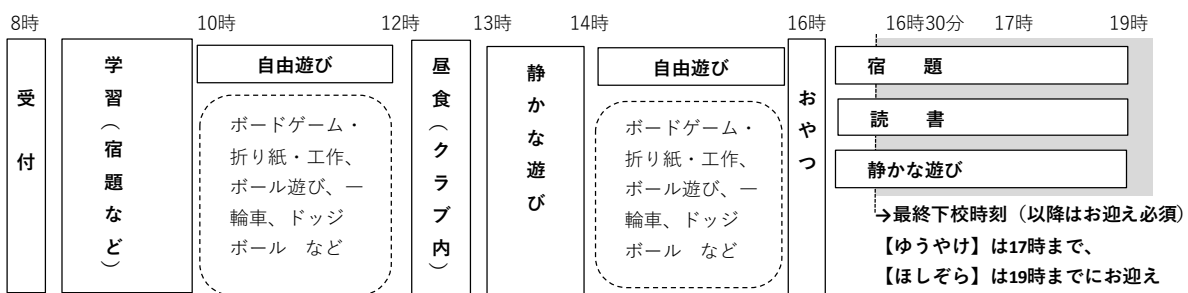 8時
10時
12時
13時
14時
16時
16時30分
17時
19時
受付
学習（宿題など）
自由遊び
ボードゲーム・
折り紙・工作、
ボール遊び、一
輪車、ドッジ
ボール　など
昼食（クラブ内）
静かな遊び
自由遊び
ボードゲーム・
折り紙・工作、
ボール遊び、一
輪車、ドッジ
ボール　など
おやつ
宿　題
読　書
静かな遊び
→最終下校時刻（以降はお迎え必須）
【ゆうやけ】は17時まで、
【ほしぞら】は19時までにお迎え